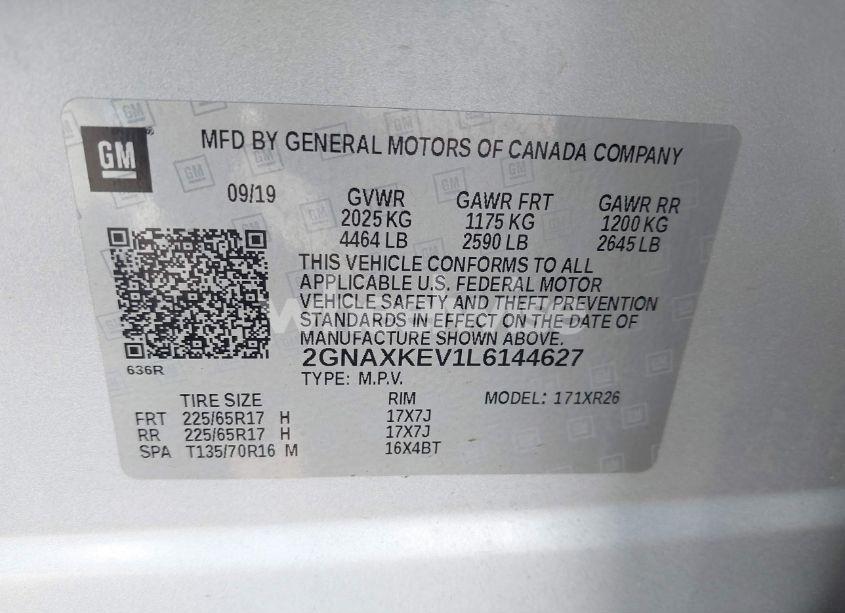 GM
MFD BY GENERAL MOTORS OF CANADA COMPANY
09/19
GVWR GAWR FRT GAWR RR
2025 KG 1175 KG 1200 KG
4464 LB 2590 LB 2645 LB
THIS VEHICLE CONFORMS TO ALL
APPLICABLE U.S. FEDERAL MOTOR
VEHICLE SAFETY AND THEFT PREVENTION
STANDARDS IN EFFECT ON THE DATE OF
MANUFACTURE SHOWN ABOVE.
2GNAXKEV1L6144627
636R
TYPE: M.P.V.
TIRE SIZE RIM MODEL: 171XR26
FRT 225/65R17 H 17X7J
RR 225/65R17 H 17X7J
SPA T135/70R16 M 16X4BT